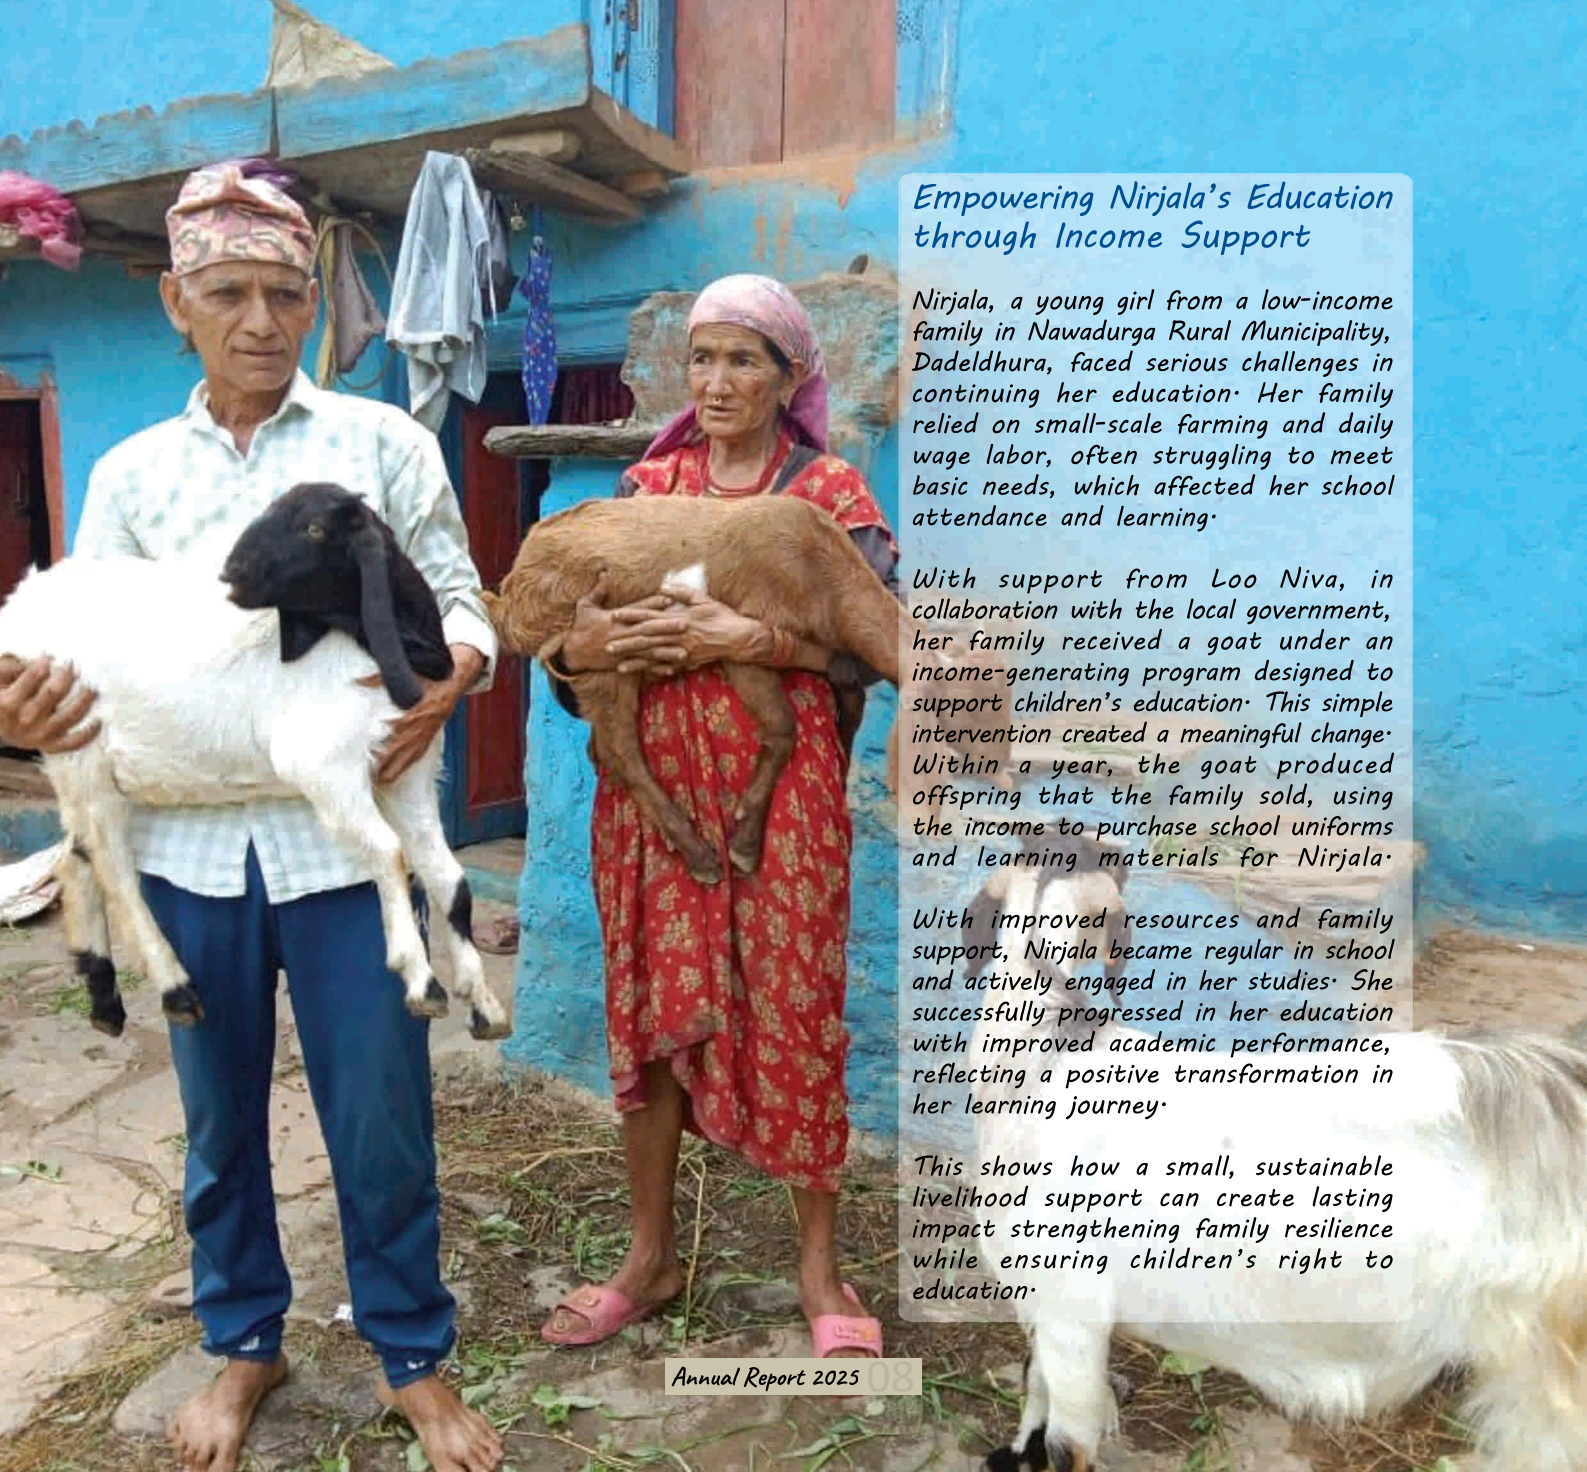 Empowering Nirjala’s Education
through Income Support
Nirjala, a young girl from a low-income
family in Nawadurga Rural Municipality,
Dadeldhura, faced serious challenges in
continuing her education· Her family
relied on small-scale farming and daily
wage labor, often struggling to meet
basic needs, which affected her school
attendance and learning·
With support from Loo Niva, in
collaboration with the local government,
her family received a goat under an
income-generating program designed to
support children’s education· This simple
intervention created a meaningful change·
Within a year, the goat produced
offspring that the family sold, using
the income to purchase school uniforms
and learning materials for Nirjala·
With improved resources and family
support, Nirjala became regular in school
and actively engaged in her studies· She
successfully progressed in her education
with improved academic performance,
reflecting a positive transformation in
her learning journey·
This shows how a small, sustainable
livelihood support can create lasting
impact strengthening family resilience
while ensuring children’s right to
education·
Annual Report 2025 08